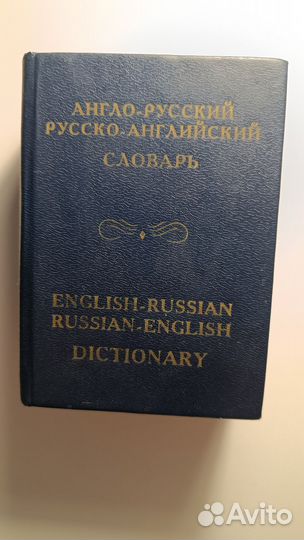 АНГЛО-РУССКИЙ
РУССКО-АНГЛИЙСКИЙ
СЛОВАРЬ
ENGLISH-RUSSIAN
RUSSIAN-ENGLISH
DICTIONARY
Avito